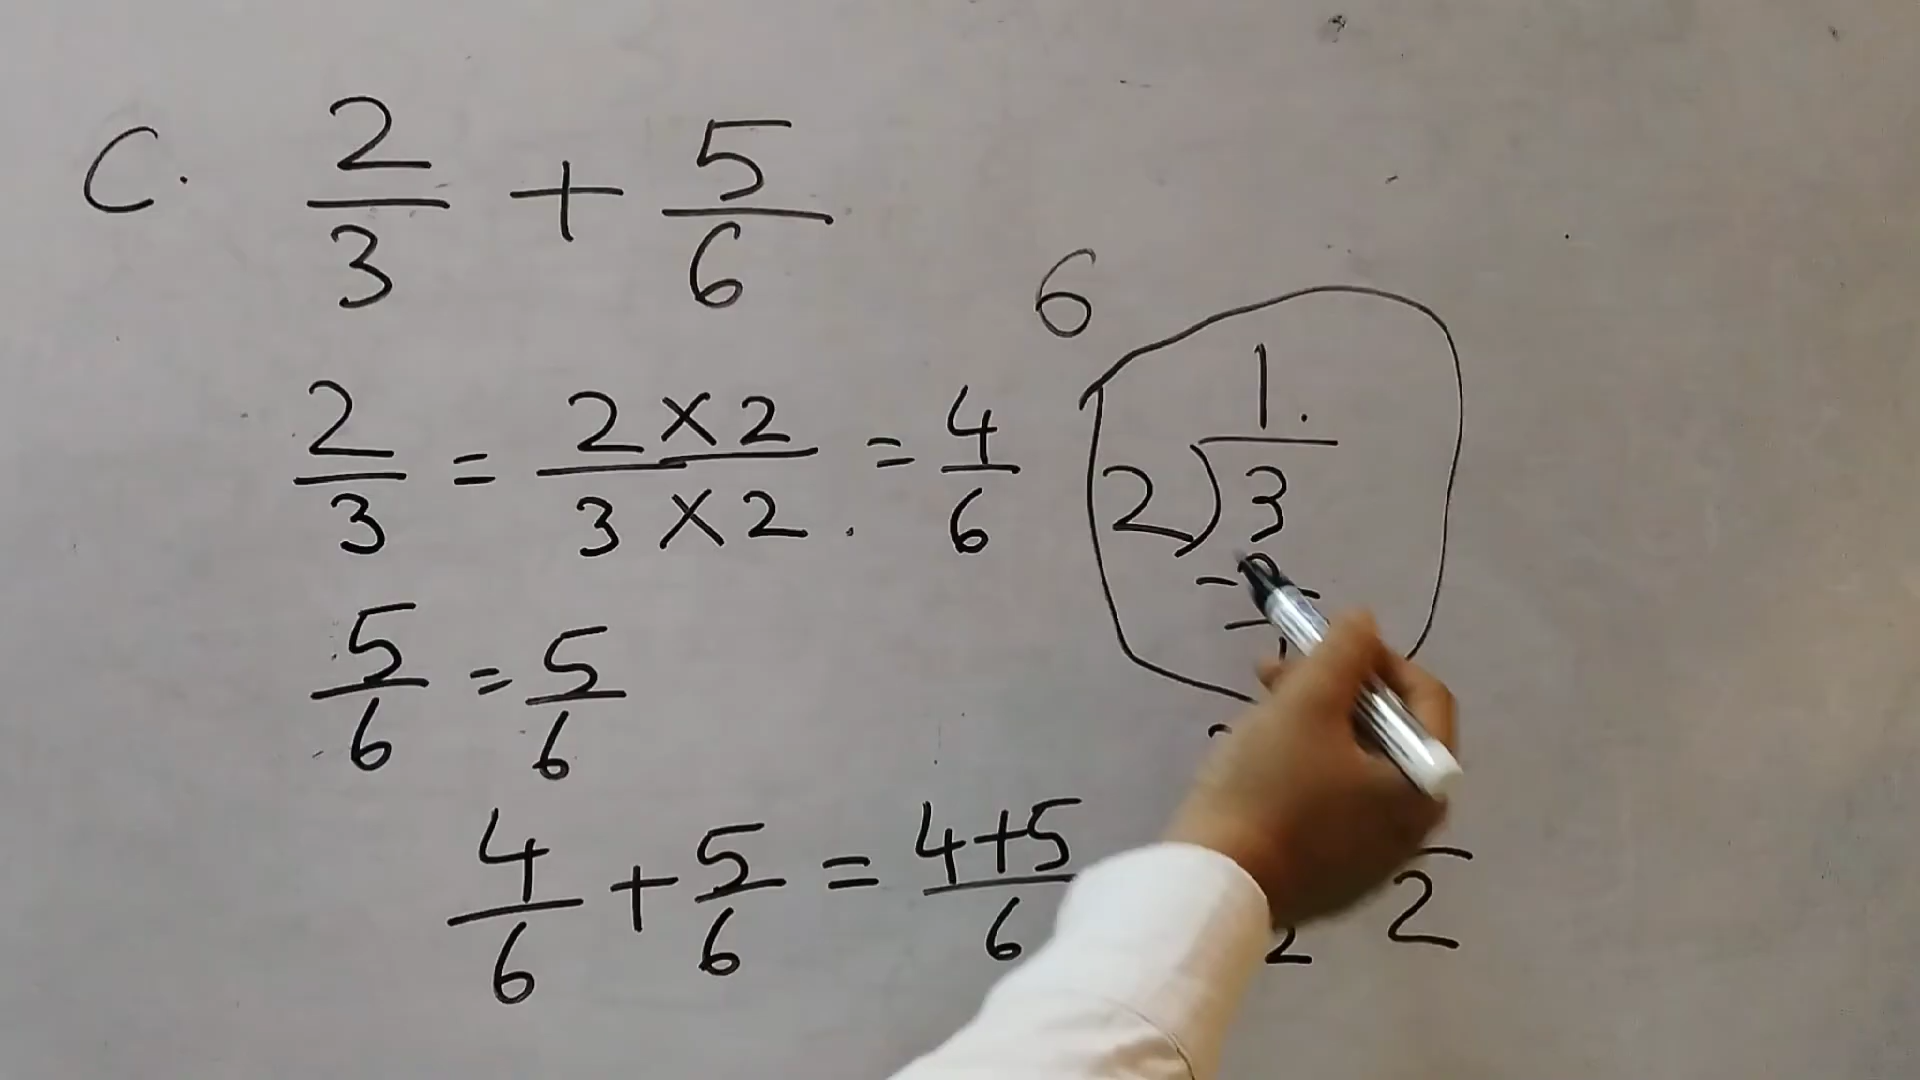 C. 2/3 + 5/6
6
2/3 = 2×2/3×2. = 4/6
1.
2)3
5/6 = 5/6
4/6 + 5/6 = 4+5/6
2
2